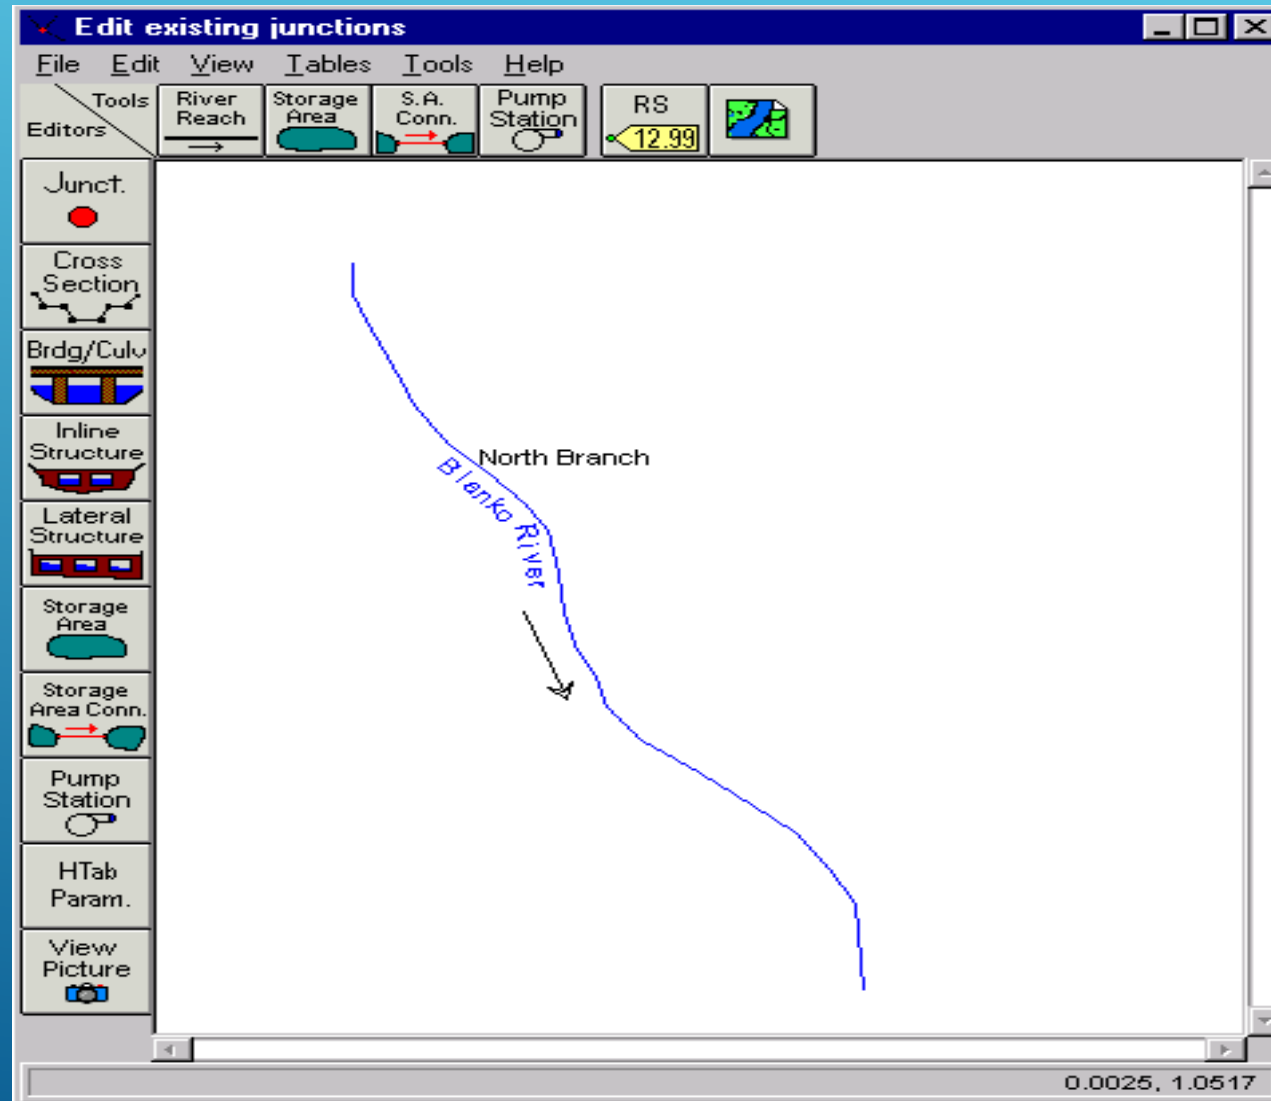 Edit existing junctions
File Edit View Tables Tools Help
Tools
Editors
River
Reach
Storage
Area
S.A.
Conn.
Pump
Station
RS
12.99
Junct.
Cross
Section
Brdg/Culv
Inline
Structure
Lateral
Structure
Storage
Area
Storage
Area Conn.
Pump
Station
HTab
Param.
View
Picture
North Branch
Blanko River
0.0025, 1.0517